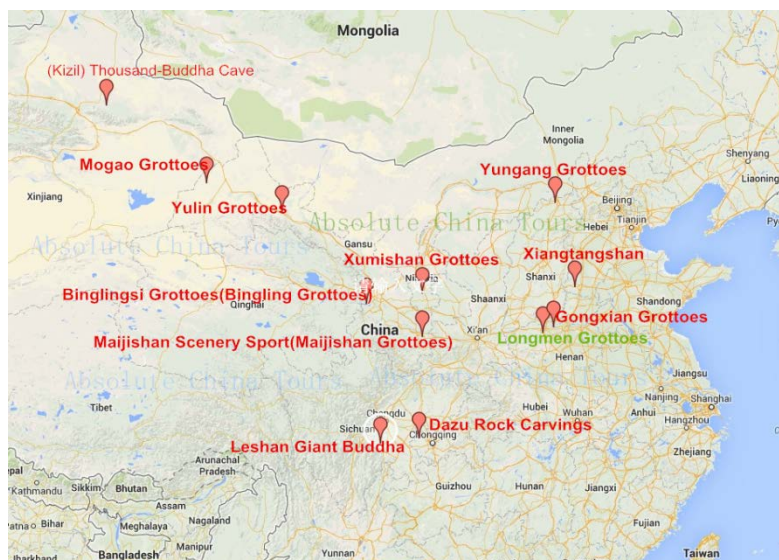 Mongolia
(Kizil) Thousand-Buddha Cave
Inner
Mongolia
Shenyang
Liaoning
Mogao Grottoes
Yungang Grottoes
Xinjiang
Yulin Grottoes
Beijing
Absolute China Tours
Hebei
Tianjin
Absolute China Tours
Gansu
Xumishan Grottoes
Xiangtangshan
Shanxi
Binglingsi Grottoes(Bingling Grottoes)
Qinghai
Shaanxi
Shandong
Gongxian Grottoes
China
Maijishan Scenery Sport(Maijishan Grottoes)
Xi'an
Longmen Grottoes
Henan
Absolute China Tours
Absolute China Tours
Jiangsu
Tibet
Nanjing
Shanghai
Chengdu
Hubei
Wuhan
Anhui
Hangzhou
Sichuan
Dazu Rock Carvings
Chongqing
Leshan Giant Buddha
Zhejiang
Arunachal
Pradesh
Kathmandu
Sikkim
Bhutan
Guizhou
Hunan
Jiangxi
Assam
Bihar
Nagaland
Meghalaya
Fujian
Manipur
Bangladesh
Yunnan
Taiwan